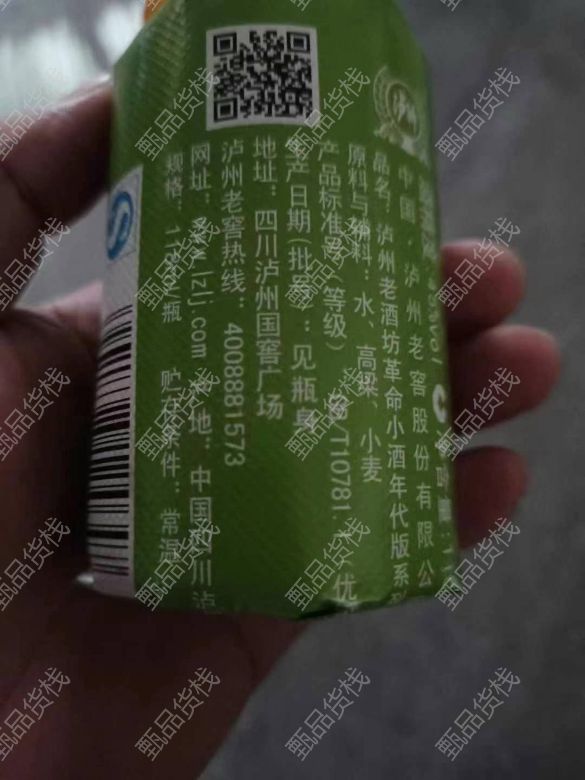 中国·泸州老窖股份有限公
品名：泸州老酒坊革命小酒年代版系列
原料与辅料：水、高粱、小麦
产品标准号（等级）：GB/T10781. 优
生产日期(批号)：见瓶身
地址：四川泸州国窖广场
泸州老窖热线：4008881573
网址：www.lzlj.com 产地：中国四川泸
规格： /瓶 贮存条件：常温
甄品货栈